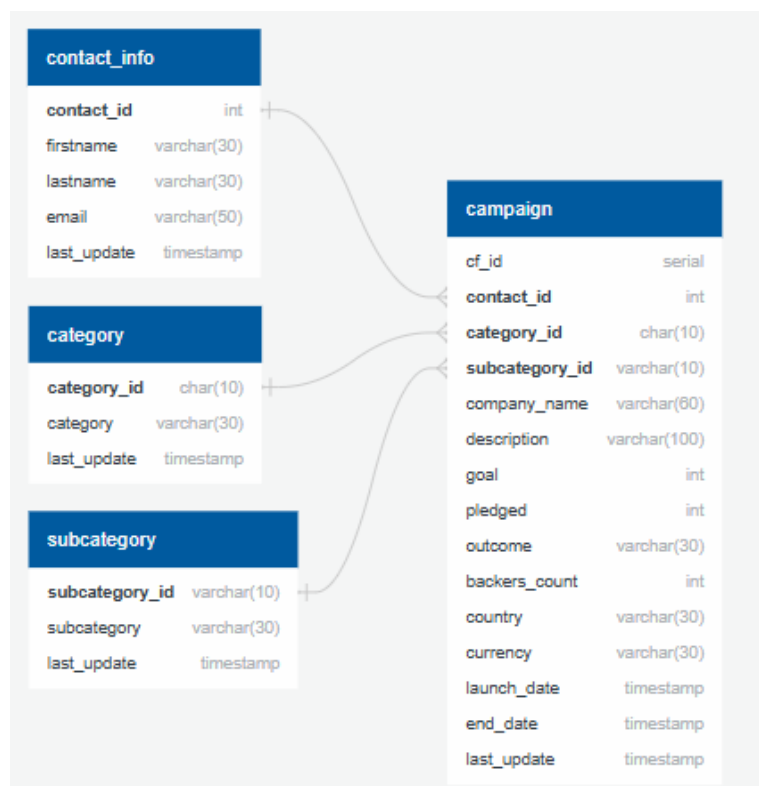 contact_info
contact_id int
firstname varchar(30)
lastname varchar(30)
email varchar(50)
last_update timestamp
category
category_id char(10)
category varchar(30)
last_update timestamp
subcategory
subcategory_id varchar(10)
subcategory varchar(30)
last_update timestamp
campaign
cf_id serial
contact_id int
category_id char(10)
subcategory_id varchar(10)
company_name varchar(60)
description varchar(100)
goal int
pledged int
outcome varchar(30)
backers_count int
country varchar(30)
currency varchar(30)
launch_date timestamp
end_date timestamp
last_update timestamp